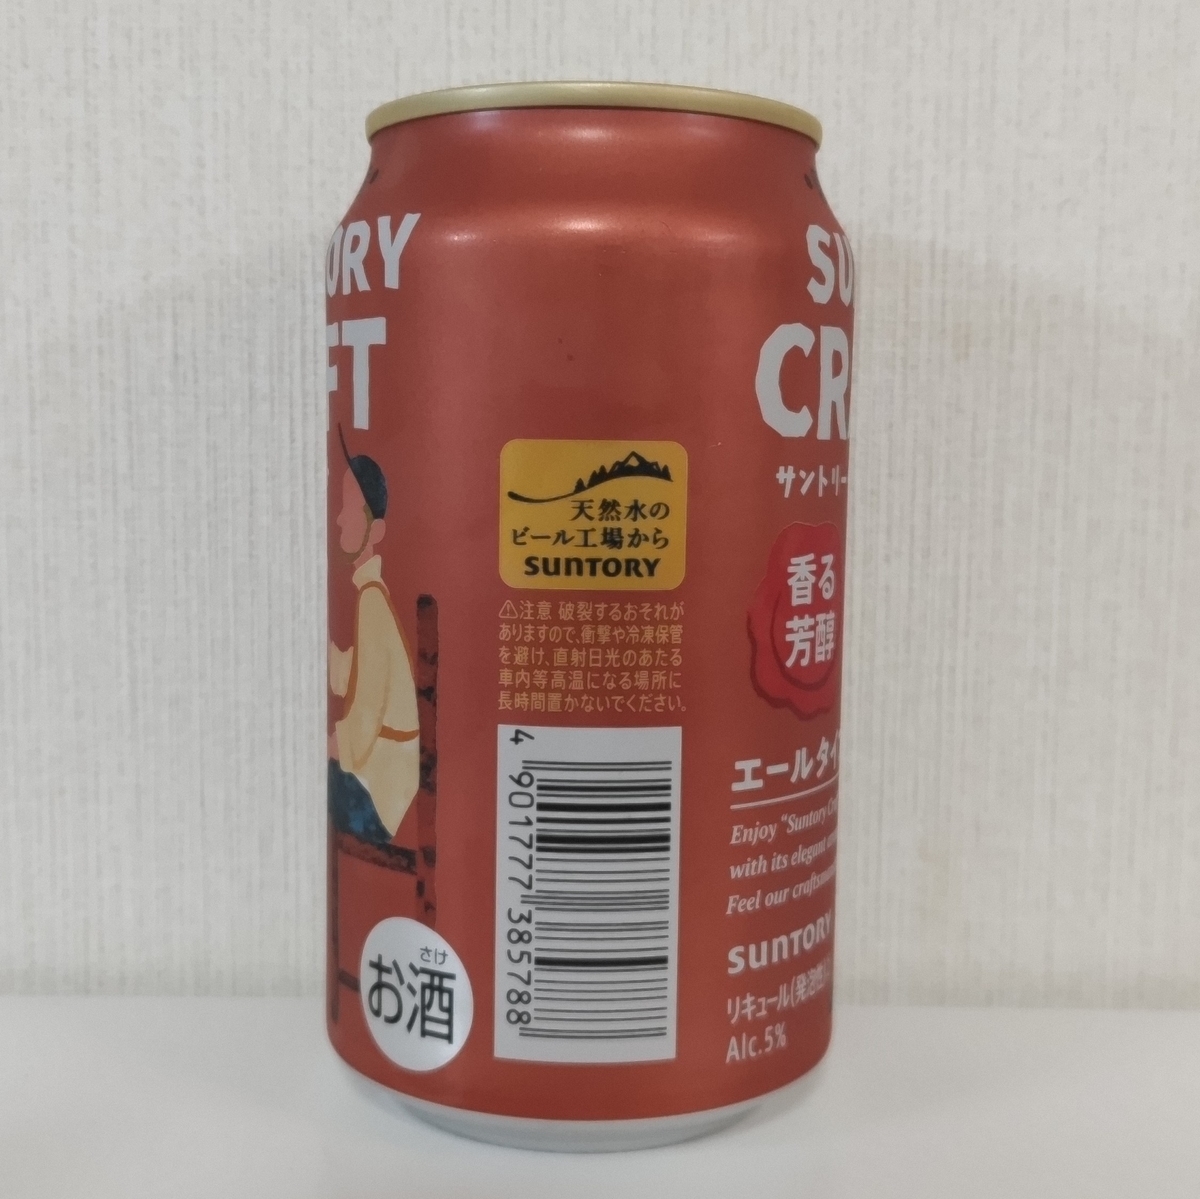 ORY
FT
さけ
お酒
天然水の
ビール工場から
SUNTORY
⚠注意 破裂するおそれが
ありますので、衝撃や冷凍保管
を避け、直射日光のあたる
車内等高温になる場所に
長時間置かないでください。
4 901777 385788
SU
CR
サントリー
香る
芳醇
エールタイ
Enjoy "Suntory Cr
with its elegant
Feel our crafts
SUNTORY
リキュール(発泡性)
Alc.5%